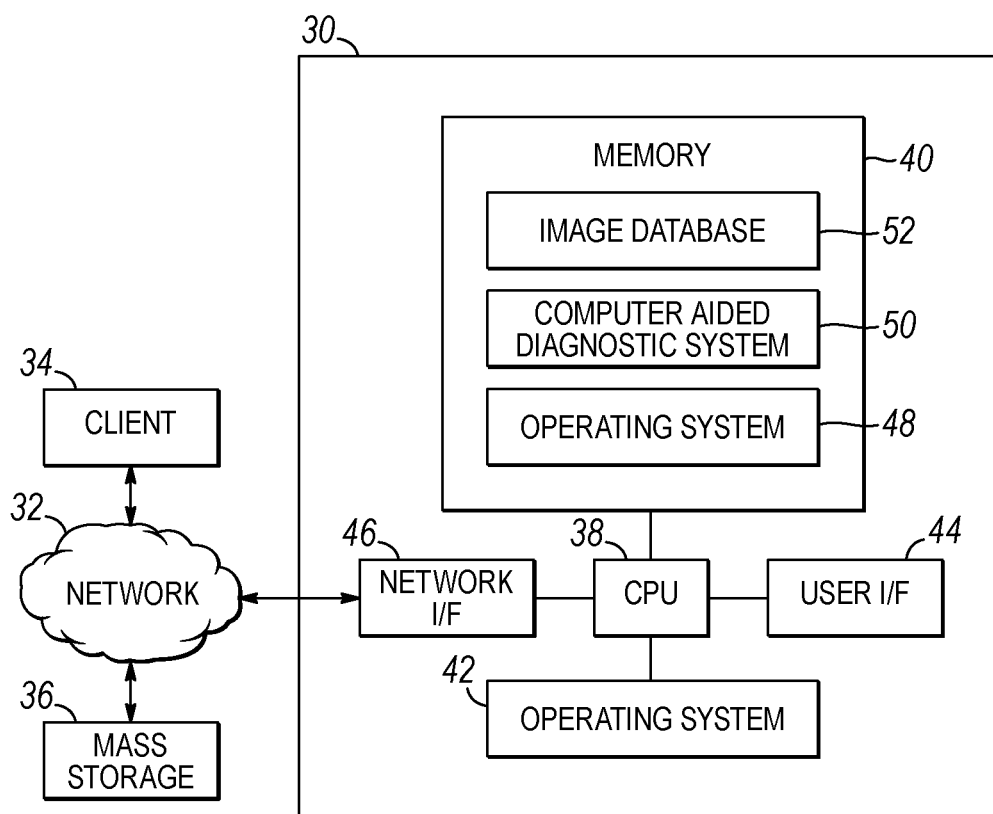 30
MEMORY
40
IMAGE DATABASE
52
COMPUTER AIDED
DIAGNOSTIC SYSTEM
50
OPERATING SYSTEM
48
34
CLIENT
32
NETWORK
46
NETWORK
I/F
38
CPU
44
USER I/F
36
MASS
STORAGE
42
OPERATING SYSTEM